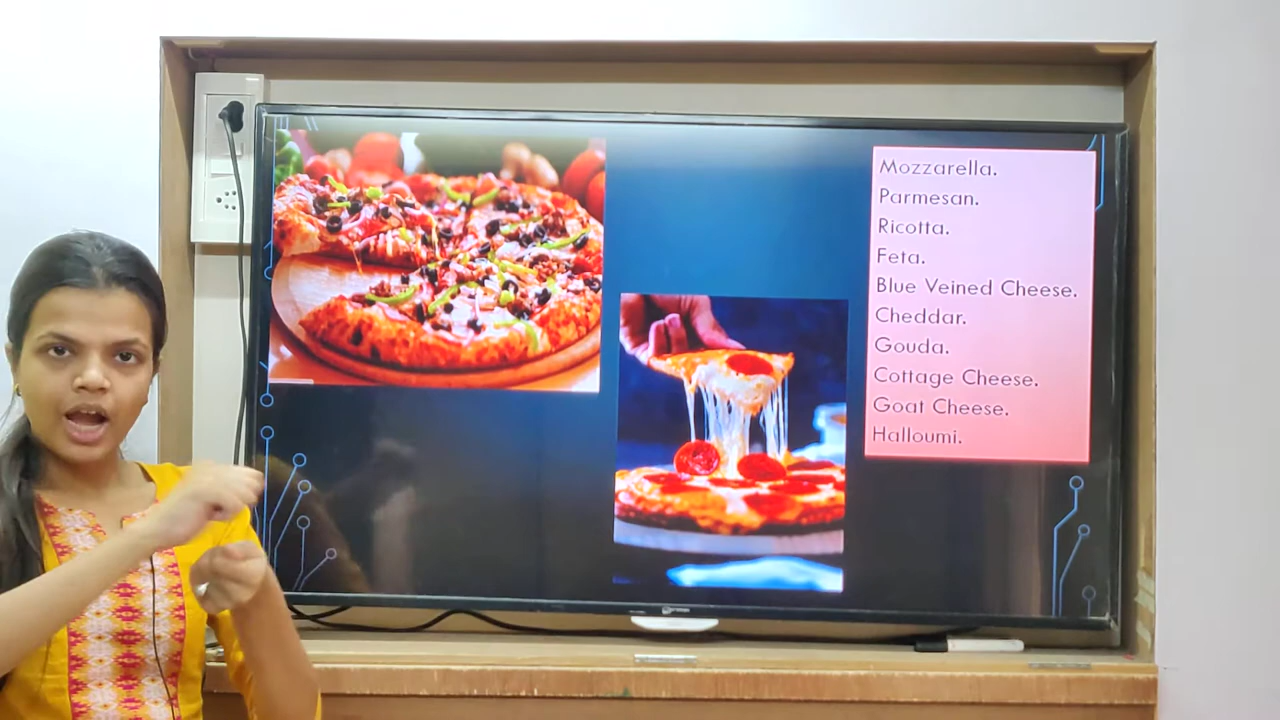 Mozzarella.
Parmesan.
Ricotta.
Feta.
Blue Veined Cheese.
Cheddar.
Gouda.
Cottage Cheese.
Goat Cheese.
Halloumi.